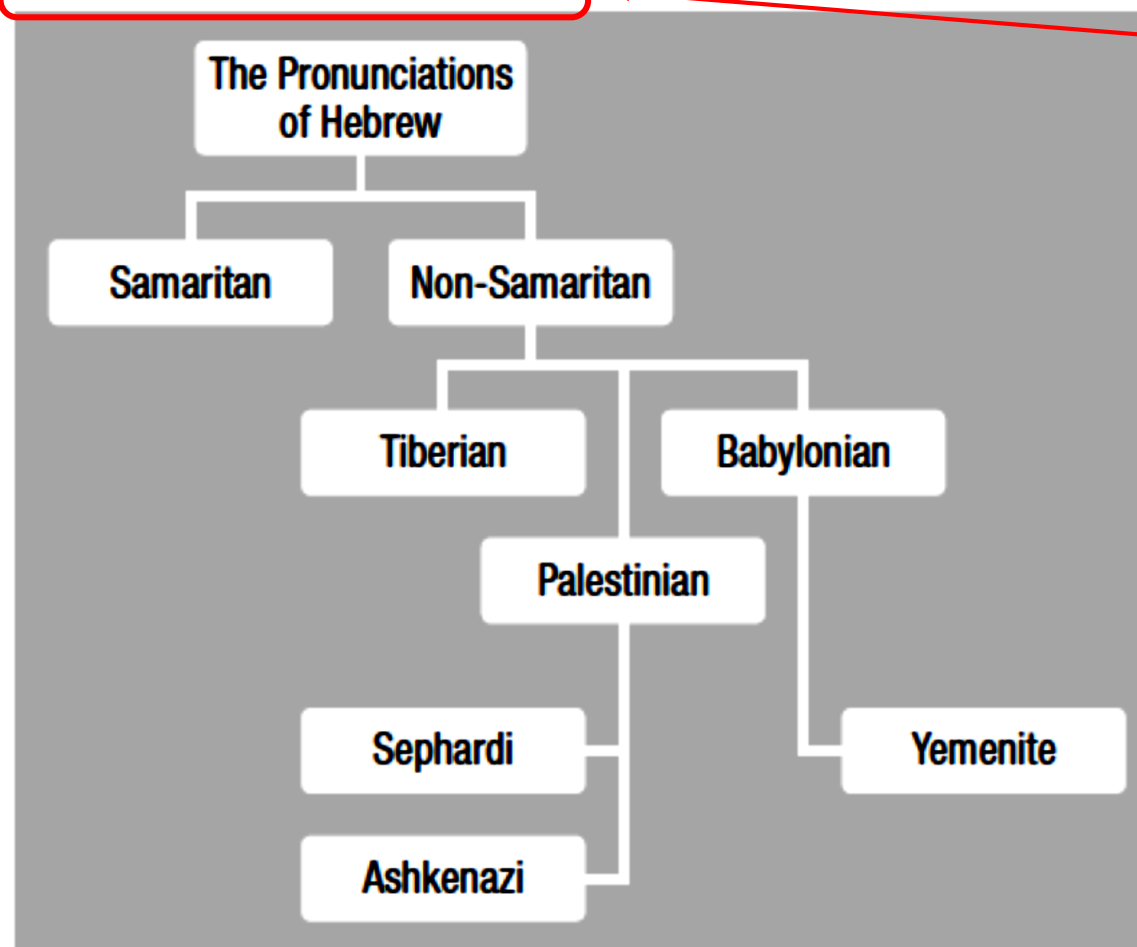 The Pronunciations
of Hebrew
Samaritan
Non-Samaritan
Tiberian
Babylonian
Palestinian
Sephardi
Yemenite
Ashkenazi